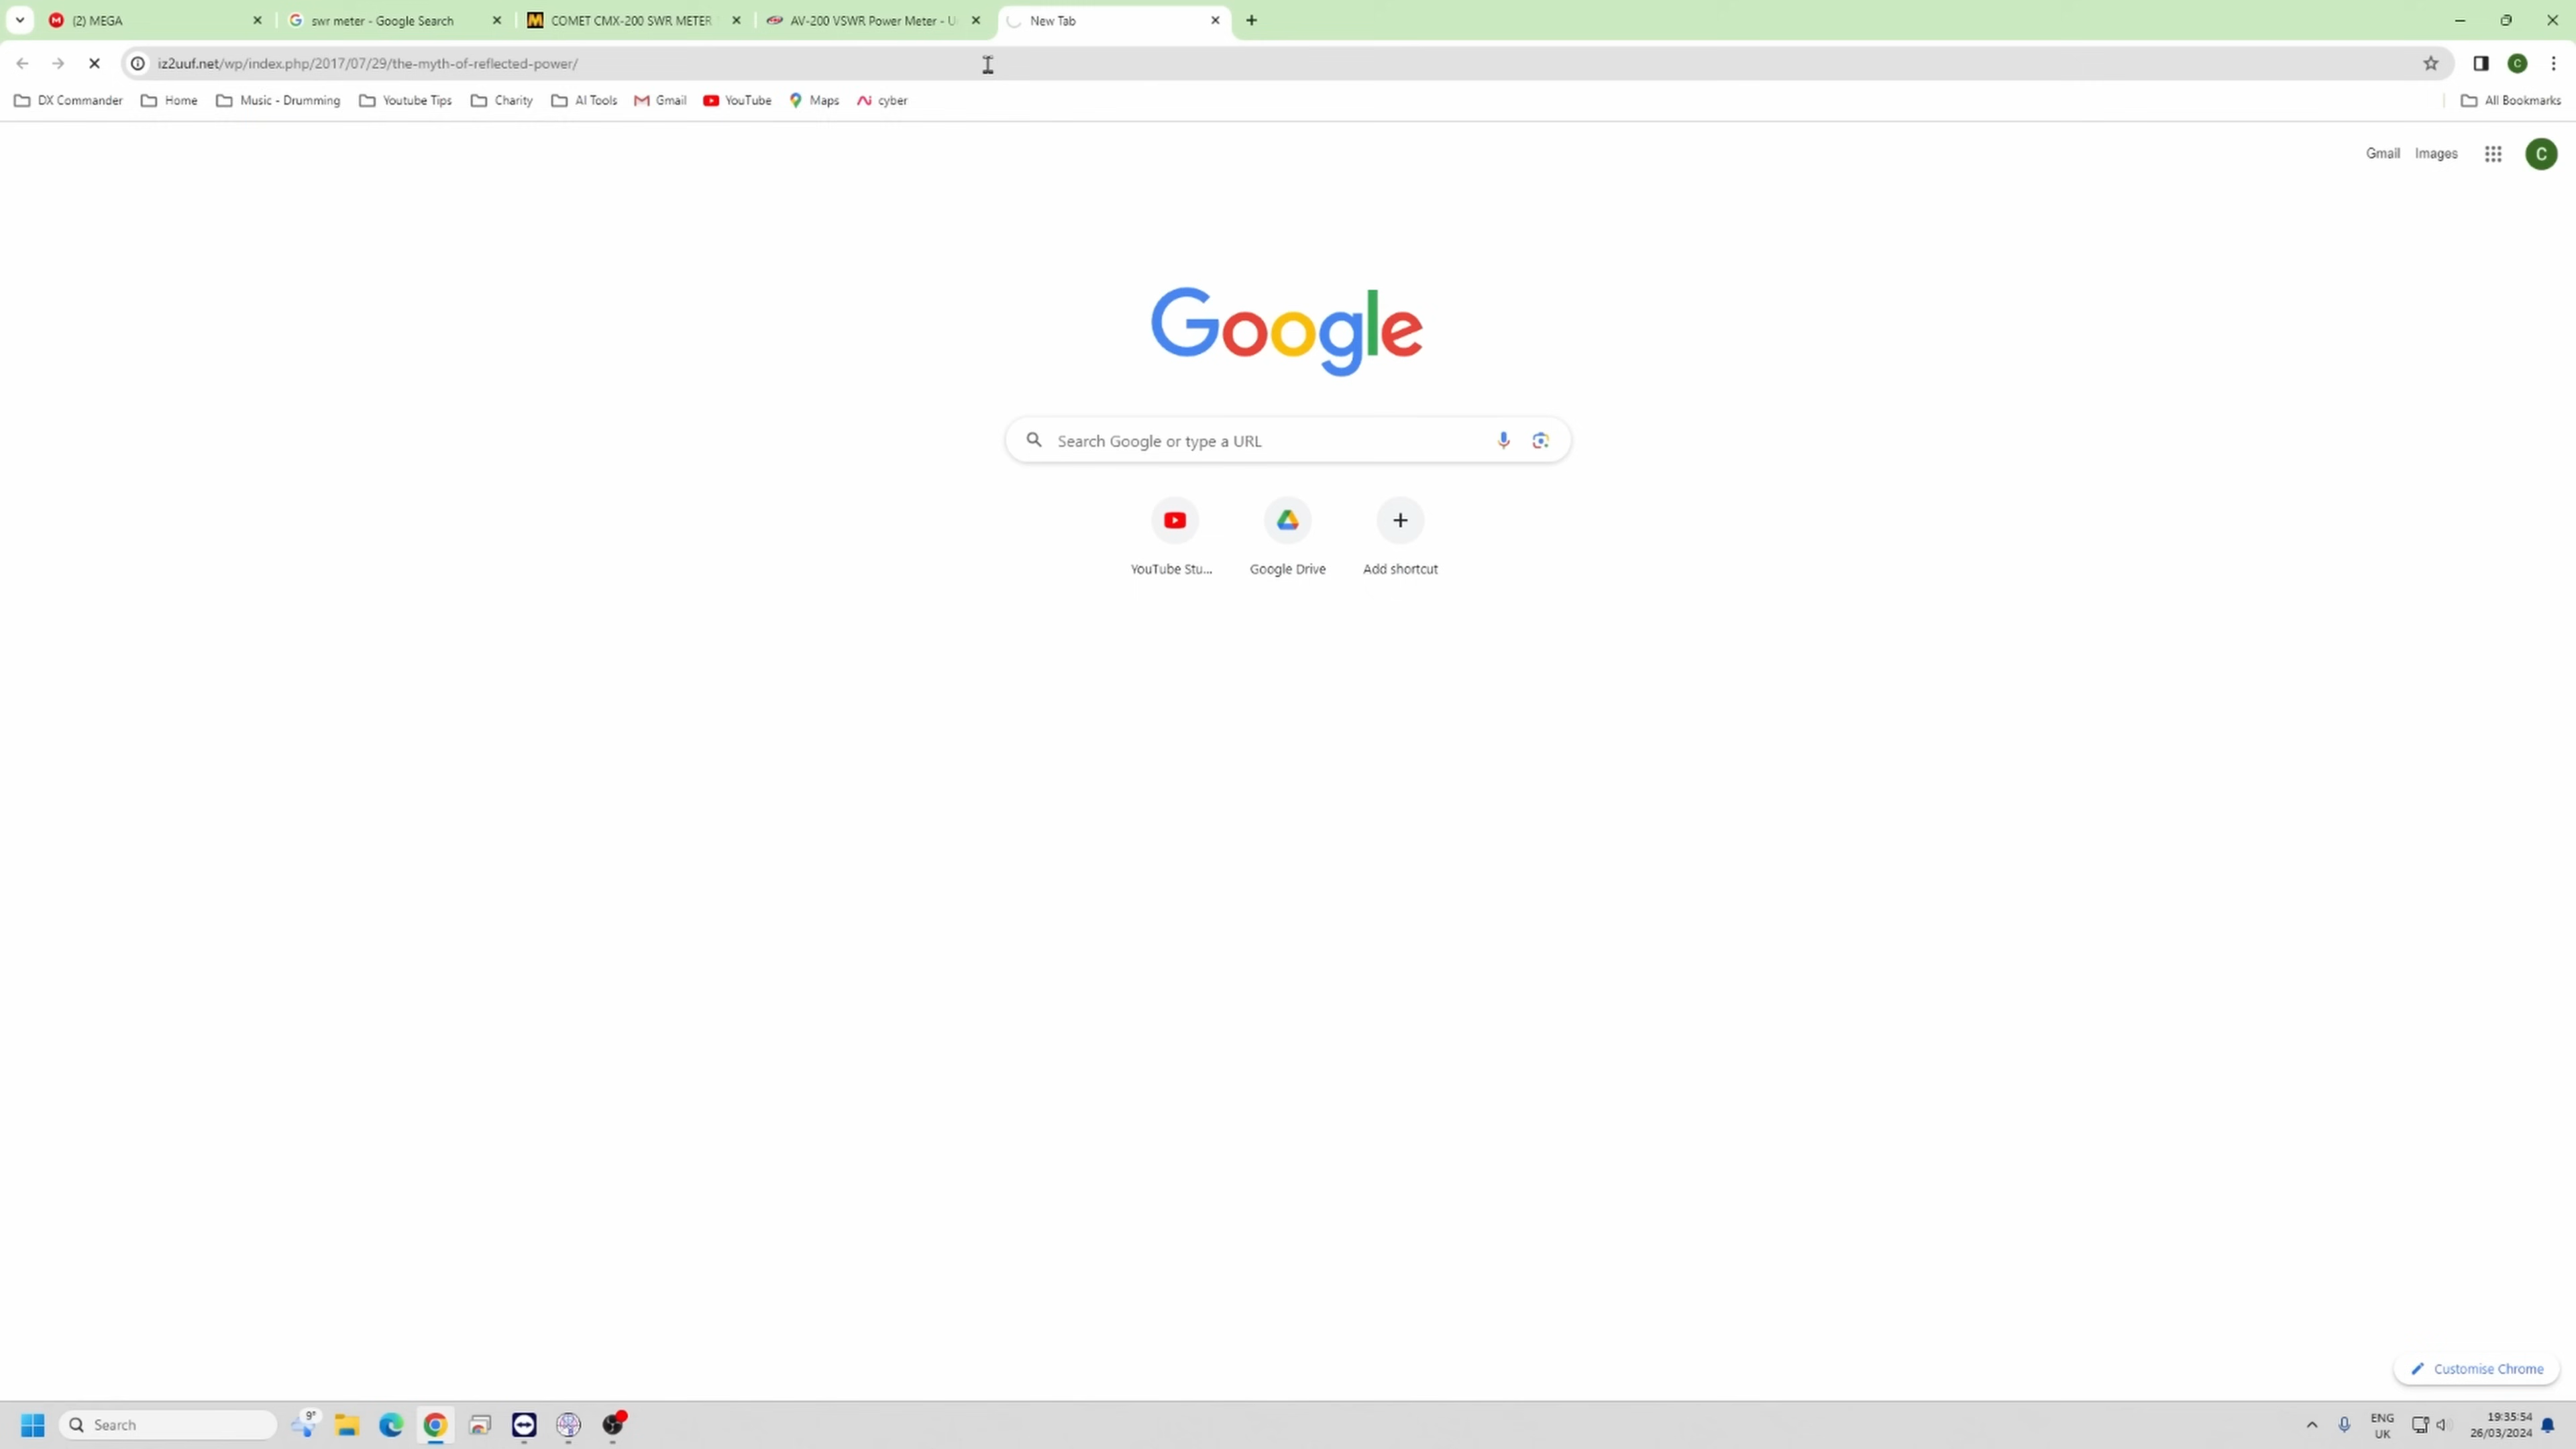 (2) MEGA
swr meter - Google Search
COMET CMX-200 SWR METER
AV-200 VSWR Power Meter - U
New Tab
iz2uuf.net/wp/index.php/2017/07/29/the-myth-of-reflected-power/
C
DX Commander
Home
Music - Drumming
Youtube Tips
Charity
AI Tools
Gmail
YouTube
Maps
cyber
All Bookmarks
Gmail
Images
C
Google
Search Google or type a URL
YouTube Stu...
Google Drive
Add shortcut
Customise Chrome
Search
9°
ENG
UK
19:35:54
26/03/2024